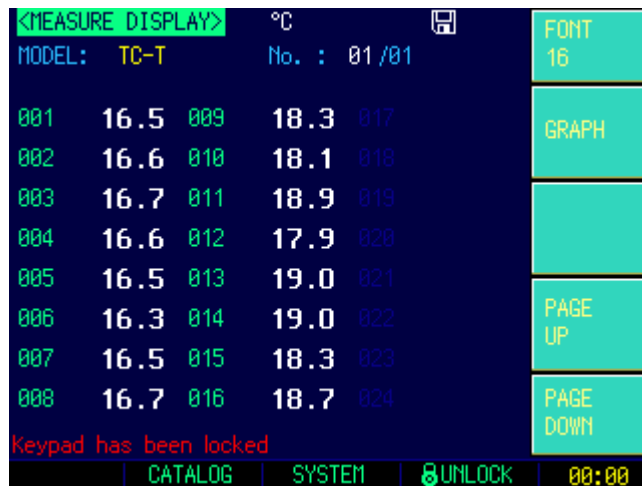 <MEASURE DISPLAY> °C FONT
MODEL: TC-T No. : 01/01 16
001 16.5 009 18.3 017
GRAPH
002 16.6 010 18.1 018
003 16.7 011 18.9 019
004 16.6 012 17.9 020
005 16.5 013 19.0 021
006 16.3 014 19.0 022 PAGE
UP
007 16.5 015 18.3 023
008 16.7 016 18.7 024 PAGE
DOWN
Keypad has been locked
CATALOG SYSTEM UNLOCK 00:00